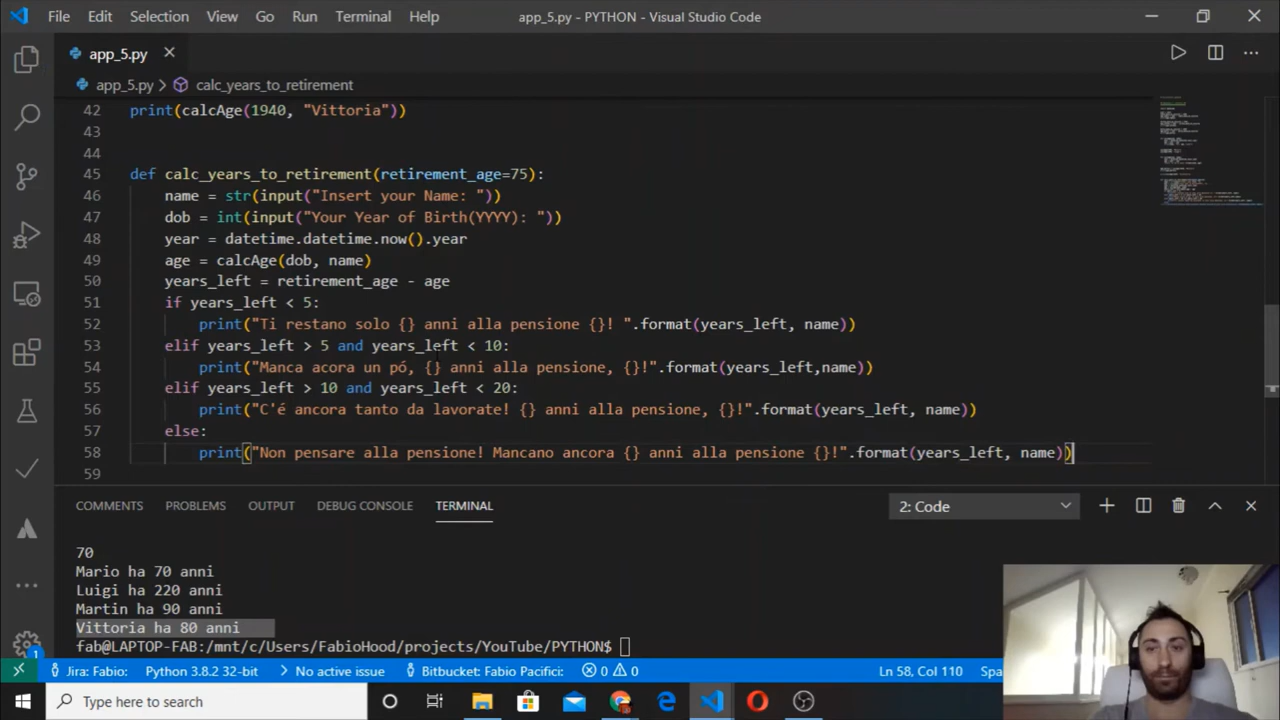 File Edit Selection View Go Run Terminal Help app_5.py - PYTHON - Visual Studio Code
app_5.py
app_5.py > calc_years_to_retirement
42 print(calcAge(1940, "Vittoria"))
43
44
45 def calc_years_to_retirement(retirement_age=75):
46 name = str(input("Insert your Name: "))
47 dob = int(input("Your Year of Birth(YYYY): "))
48 year = datetime.datetime.now().year
49 age = calcAge(dob, name)
50 years_left = retirement_age - age
51 if years_left < 5:
52 print("Ti restano solo {} anni alla pensione {}! ".format(years_left, name))
53 elif years_left > 5 and years_left < 10:
54 print("Manca acora un pó, {} anni alla pensione, {}!".format(years_left,name))
55 elif years_left > 10 and years_left < 20:
56 print("C'é ancora tanto da lavorate! {} anni alla pensione, {}!".format(years_left, name))
57 else:
58 print("Non pensare alla pensione! Mancano ancora {} anni alla pensione {}!".format(years_left, name))
59
COMMENTS PROBLEMS OUTPUT DEBUG CONSOLE TERMINAL 2: Code
70
Mario ha 70 anni
Luigi ha 220 anni
Martin ha 90 anni
Vittoria ha 80 anni
fab@LAPTOP-FAB:/mnt/c/Users/FabioHood/projects/YouTube/PYTHON$
1
Jira: Fabio: Python 3.8.2 32-bit No active issue Bitbucket: Fabio Pacifici: 0 0 Ln 58, Col 110 Spa
Type here to search